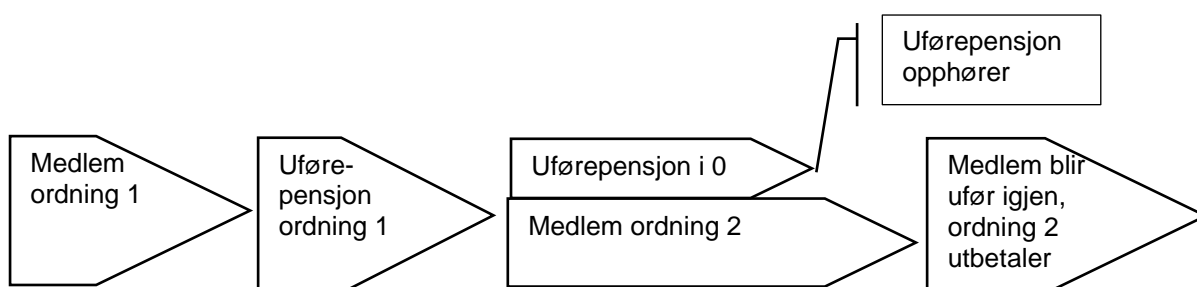 Uførepensjon
opphører
Medlem
ordning 1
Uføre-
pensjon
ordning 1
Uførepensjon i 0
Medlem ordning 2
Medlem blir
ufør igjen,
ordning 2
utbetaler